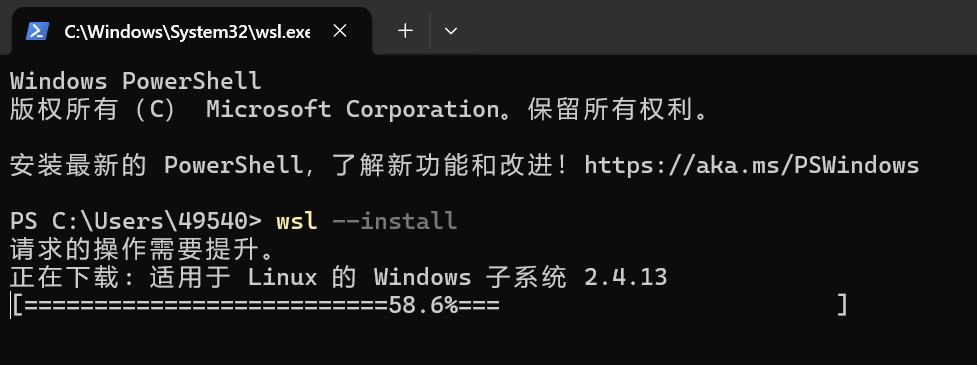 C:\Windows\System32\wsl.exe
Windows PowerShell
版权所有（C） Microsoft Corporation。保留所有权利。
安装最新的 PowerShell，了解新功能和改进！https://aka.ms/PSWindows
PS C:\Users\49540> wsl --install
请求的操作需要提升。
正在下载：适用于 Linux 的 Windows 子系统 2.4.13
[==========================58.6%===                        ]